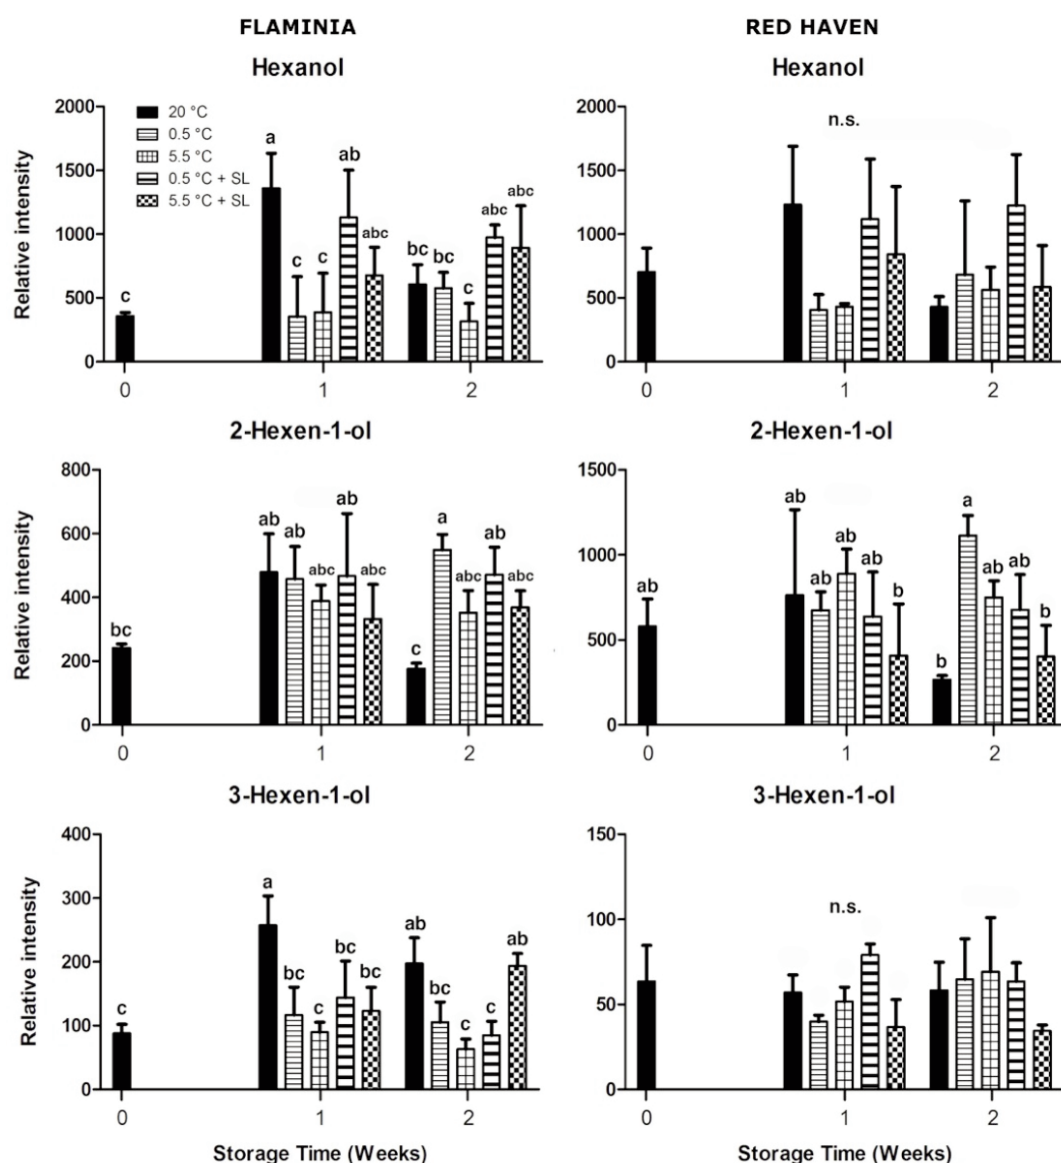 FLAMINIA
RED HAVEN
Hexanol
Hexanol
Relative intensity
2000
1500
1000
500
0
20 °C
0.5 °C
5.5 °C
0.5 °C + SL
5.5 °C + SL
c
a
c
c
ab
abc
bc
bc
c
abc
abc
0
1
2
Relative intensity
2000
1500
1000
500
0
n.s.
0
1
2
2-Hexen-1-ol
2-Hexen-1-ol
Relative intensity
800
600
400
200
0
bc
ab
ab
abc
ab
abc
c
a
abc
ab
abc
0
1
2
Relative intensity
1500
1000
500
0
ab
ab
ab
ab
ab
b
b
a
ab
ab
b
0
1
2
3-Hexen-1-ol
3-Hexen-1-ol
Relative intensity
400
300
200
100
0
c
a
bc
c
bc
bc
ab
bc
c
c
ab
0
1
2
Storage Time (Weeks)
Relative intensity
150
100
50
0
n.s.
0
1
2
Storage Time (Weeks)